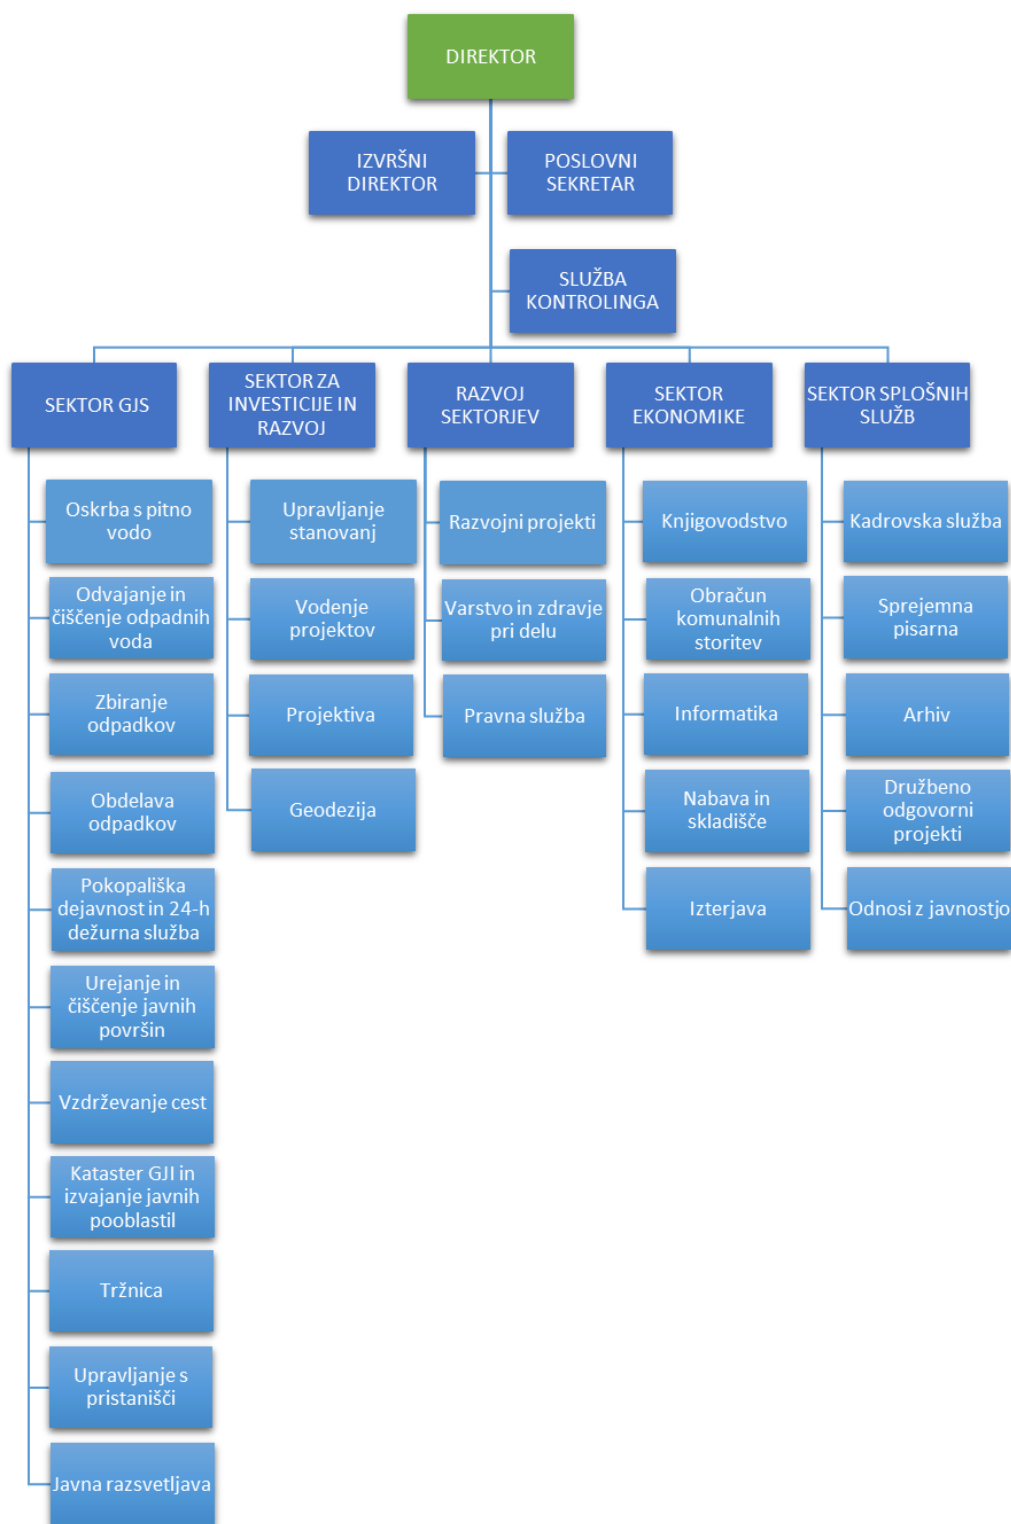 DIREKTOR
IZVRŠNI
DIREKTOR
POSLOVNI
SEKRETAR
SLUŽBA
KONTROLINGA
SEKTOR GJS
SEKTOR ZA
INVESTICIJE IN
RAZVOJ
RAZVOJ
SEKTORJEV
SEKTOR
EKONOMIKE
SEKTOR SPLOŠNIH
SLUŽB
Oskrba s pitno
vodo
Odvajanje in
čiščenje odpadnih
voda
Zbiranje
odpadkov
Obdelava
odpadkov
Pokopališka
dejavnost in 24-h
dežurna služba
Urejanje in
čiščenje javnih
površin
Vzdrževanje cest
Kataster GJI in
izvajanje javnih
pooblastil
Tržnica
Upravljanje s
pristanišči
Javna razsvetljava
Upravljanje
stanovanj
Vodenje
projektov
Projektiva
Geodezija
Razvojni projekti
Varstvo in zdravje
pri delu
Pravna služba
Knjigovodstvo
Obračun
komunalnih
storitev
Informatika
Nabava in
skladišče
Izterjava
Kadrovska služba
Sprejemna
pisarna
Arhiv
Družbeno
odgovorni
projekti
Odnosi z javnostjo